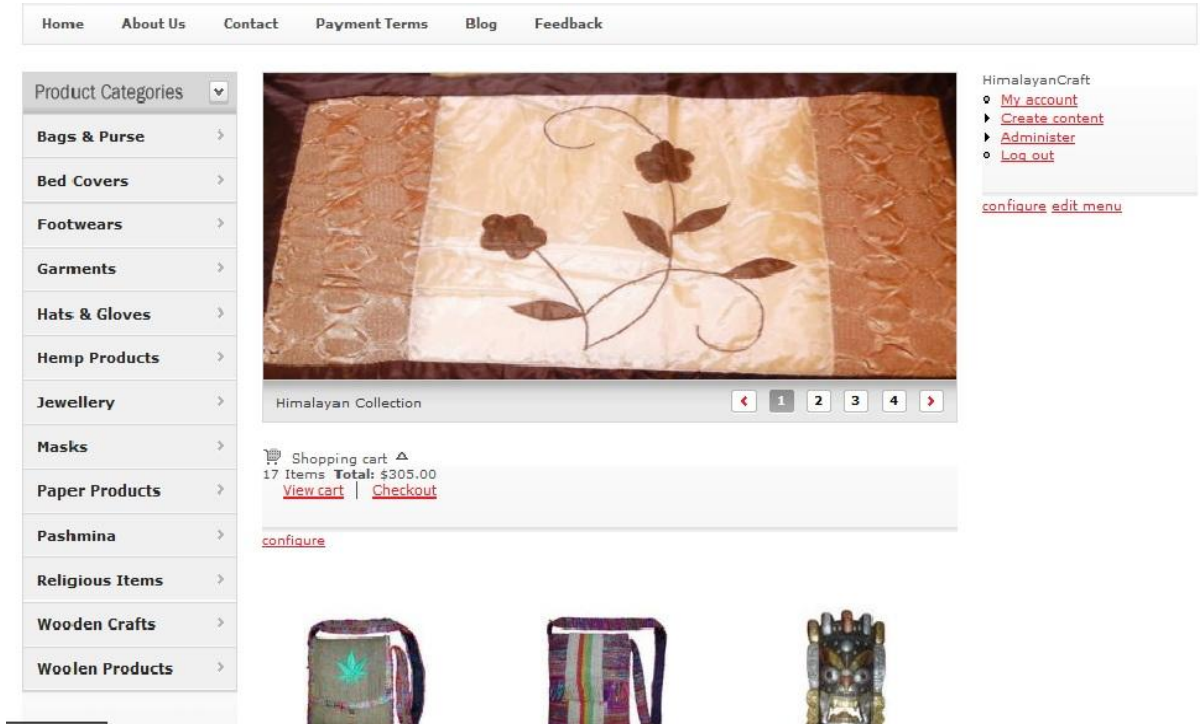 Home About Us Contact Payment Terms Blog Feedback
Product Categories
Bags & Purse
Bed Covers
Footwears
Garments
Hats & Gloves
Hemp Products
Jewellery
Masks
Paper Products
Pashmina
Religious Items
Wooden Crafts
Woolen Products
Himalayan Collection
1 2 3 4
Shopping cart
17 Items Total: $305.00
View cart | Checkout
configure
HimalayanCraft
My account
Create content
Administer
Log out
configure edit menu